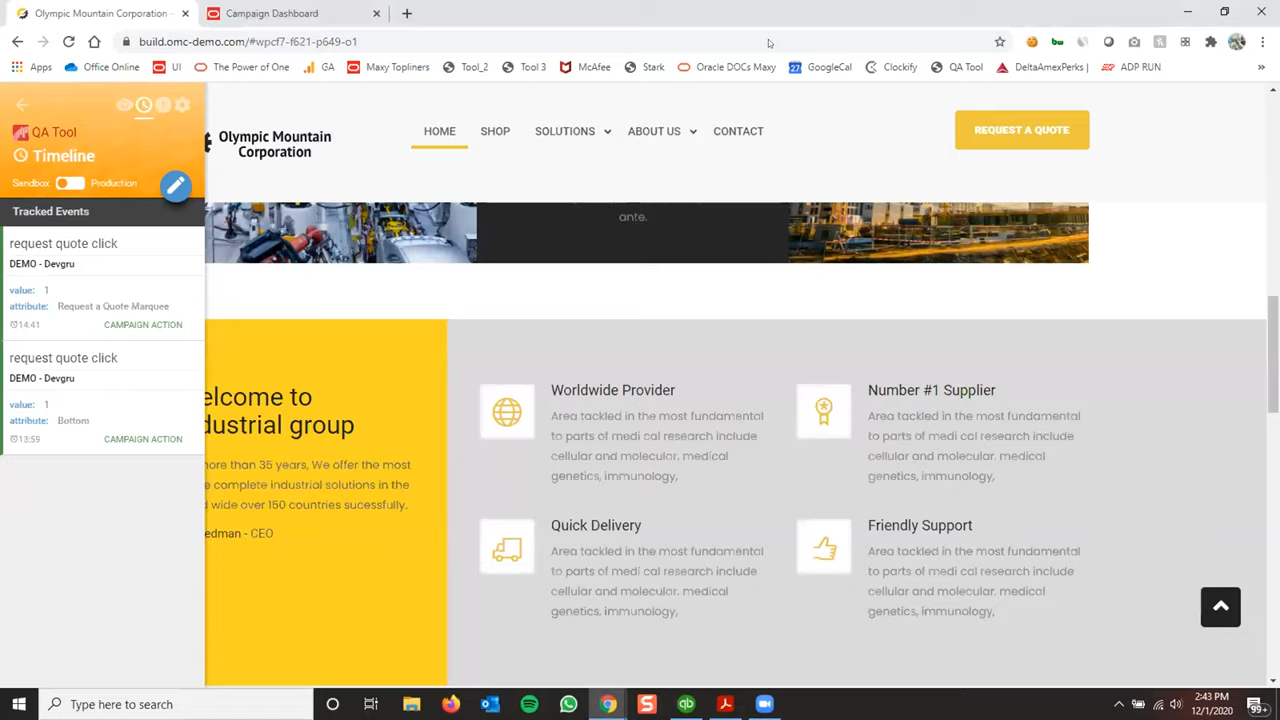 Olympic Mountain Corporation -
Campaign Dashboard
build.omc-demo.com/#wpcf7-f621-p649-o1
Apps
Office Online
UI
The Power of One
GA
Maxy Topliners
Tool_2
Tool 3
McAfee
Stark
Oracle DOCs Maxy
GoogleCal
Clockify
QA Tool
DeltaAmexPerks |
ADP RUN
QA Tool
Timeline
Sandbox
Production
Tracked Events
request quote click
DEMO - Devgru
value: 1
attribute: Request a Quote Marquee
14:41
CAMPAIGN ACTION
request quote click
DEMO - Devgru
value: 1
attribute: Bottom
13:59
CAMPAIGN ACTION
Olympic Mountain
Corporation
HOME
SHOP
SOLUTIONS
ABOUT US
CONTACT
REQUEST A QUOTE
ante.
elcome to
dustrial group
ore than 35 years, We offer the most
e complete industrial solutions in the
d wide over 150 countries sucessfully.
edman - CEO
Worldwide Provider
Area tackled in the most fundamental
to parts of medi cal research include
cellular and molecular. medical
genetics, immunology,
Number #1 Supplier
Area tackled in the most fundamental
to parts of medi cal research include
cellular and molecular. medical
genetics, immunology,
Quick Delivery
Area tackled in the most fundamental
to parts of medi cal research include
cellular and molecular. medical
genetics, immunology,
Friendly Support
Area tackled in the most fundamental
to parts of medi cal research include
cellular and molecular. medical
genetics, immunology,
Type here to search
2:43 PM
12/1/2020
99+